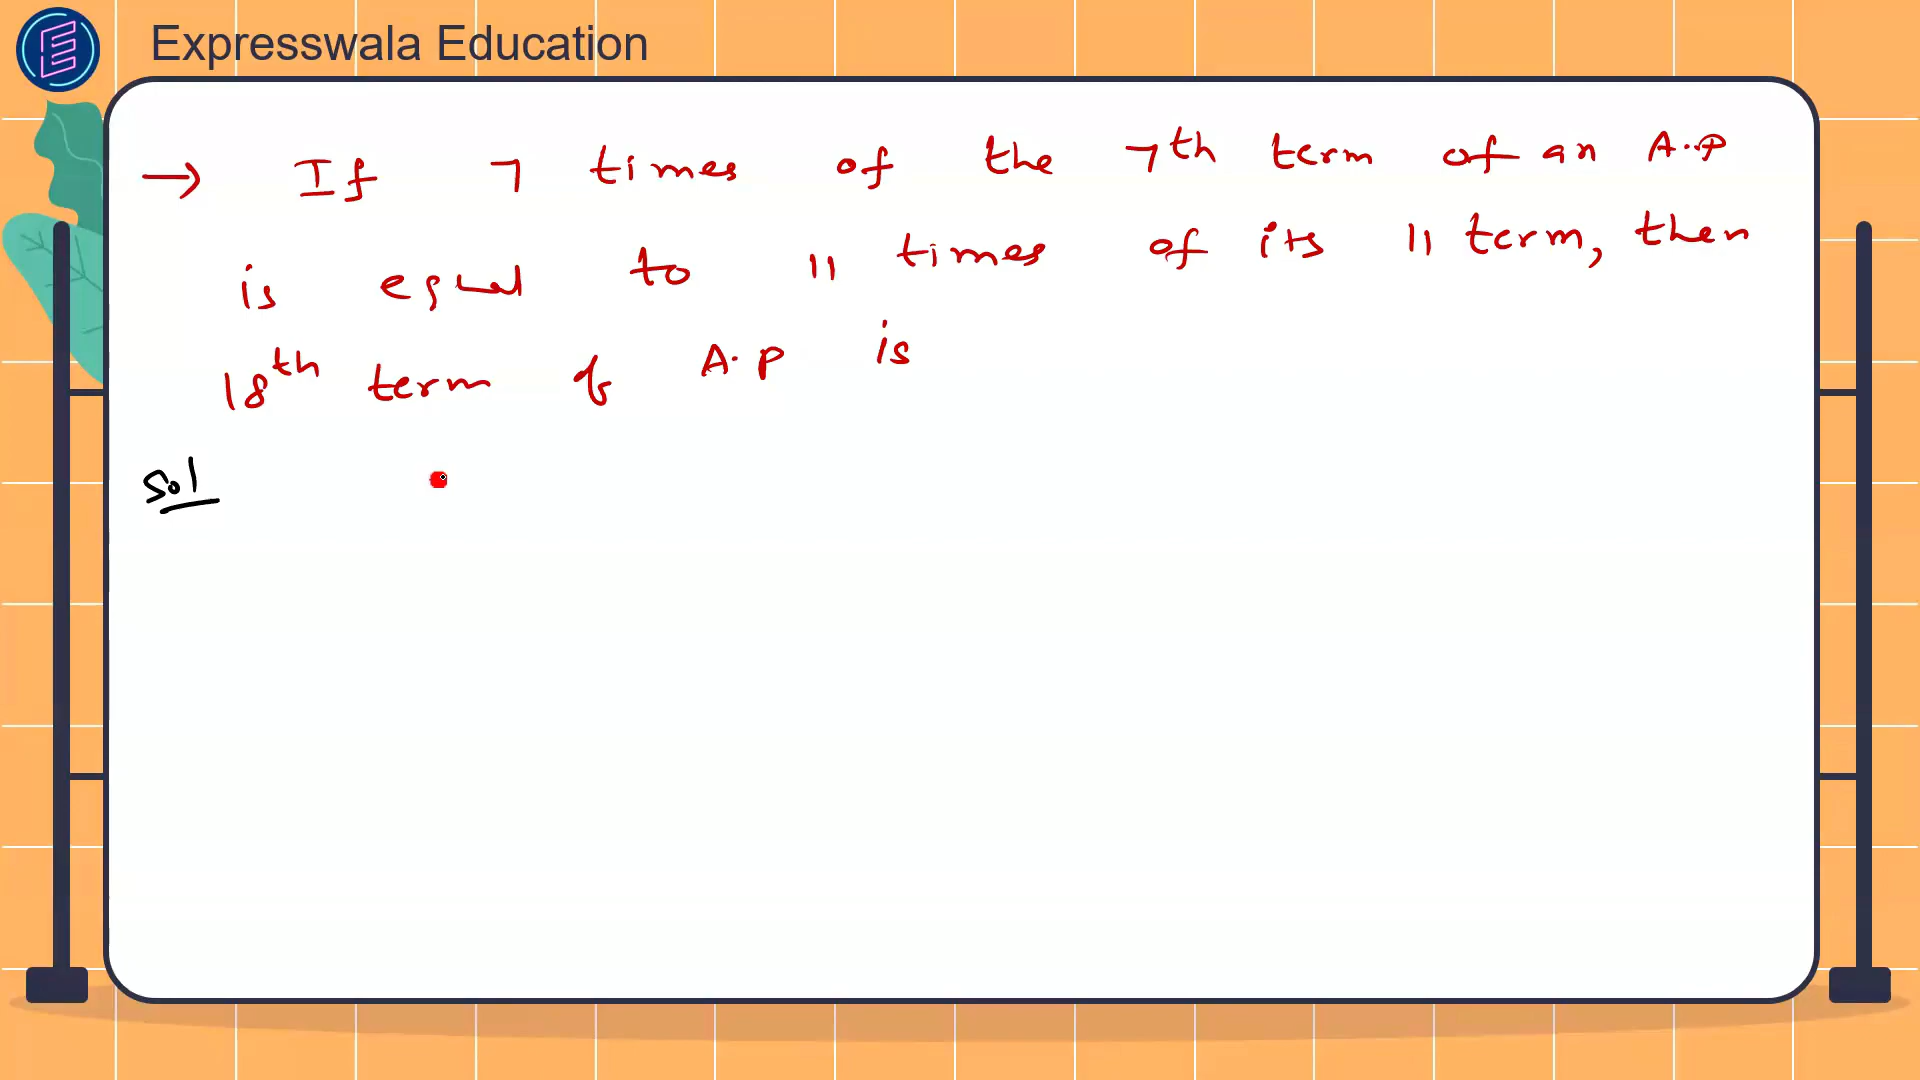 Expresswala Education
→ If 7 times of the 7th term of an A.P
is equal to 11 times of its 11 term, then
18th term of A.P is
Sol